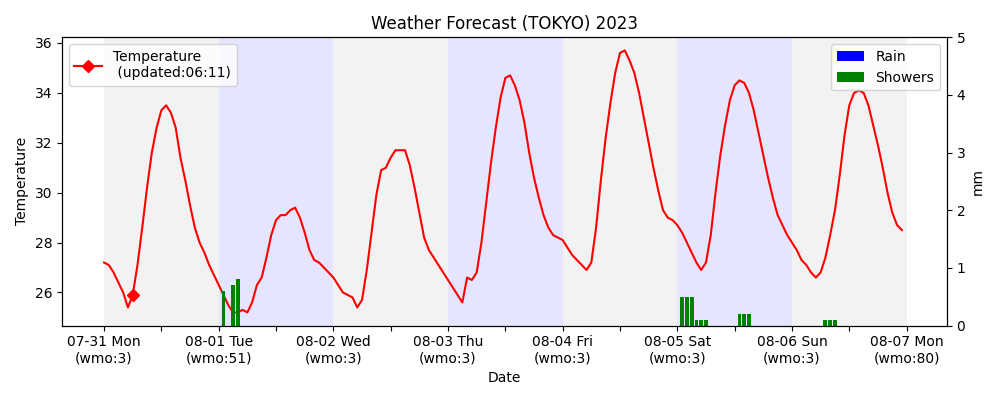 Weather Forecast (TOKYO) 2023
Temperature
(updated:06:11)
Rain
Showers
36
34
32
30
28
26
Temperature
5
4
3
2
1
0
mm
07-31 Mon 08-01 Tue 08-02 Wed 08-03 Thu 08-04 Fri 08-05 Sat 08-06 Sun 08-07 Mon
(wmo:3) (wmo:51) (wmo:3) (wmo:3) (wmo:3) (wmo:3) (wmo:3) (wmo:80)
Date